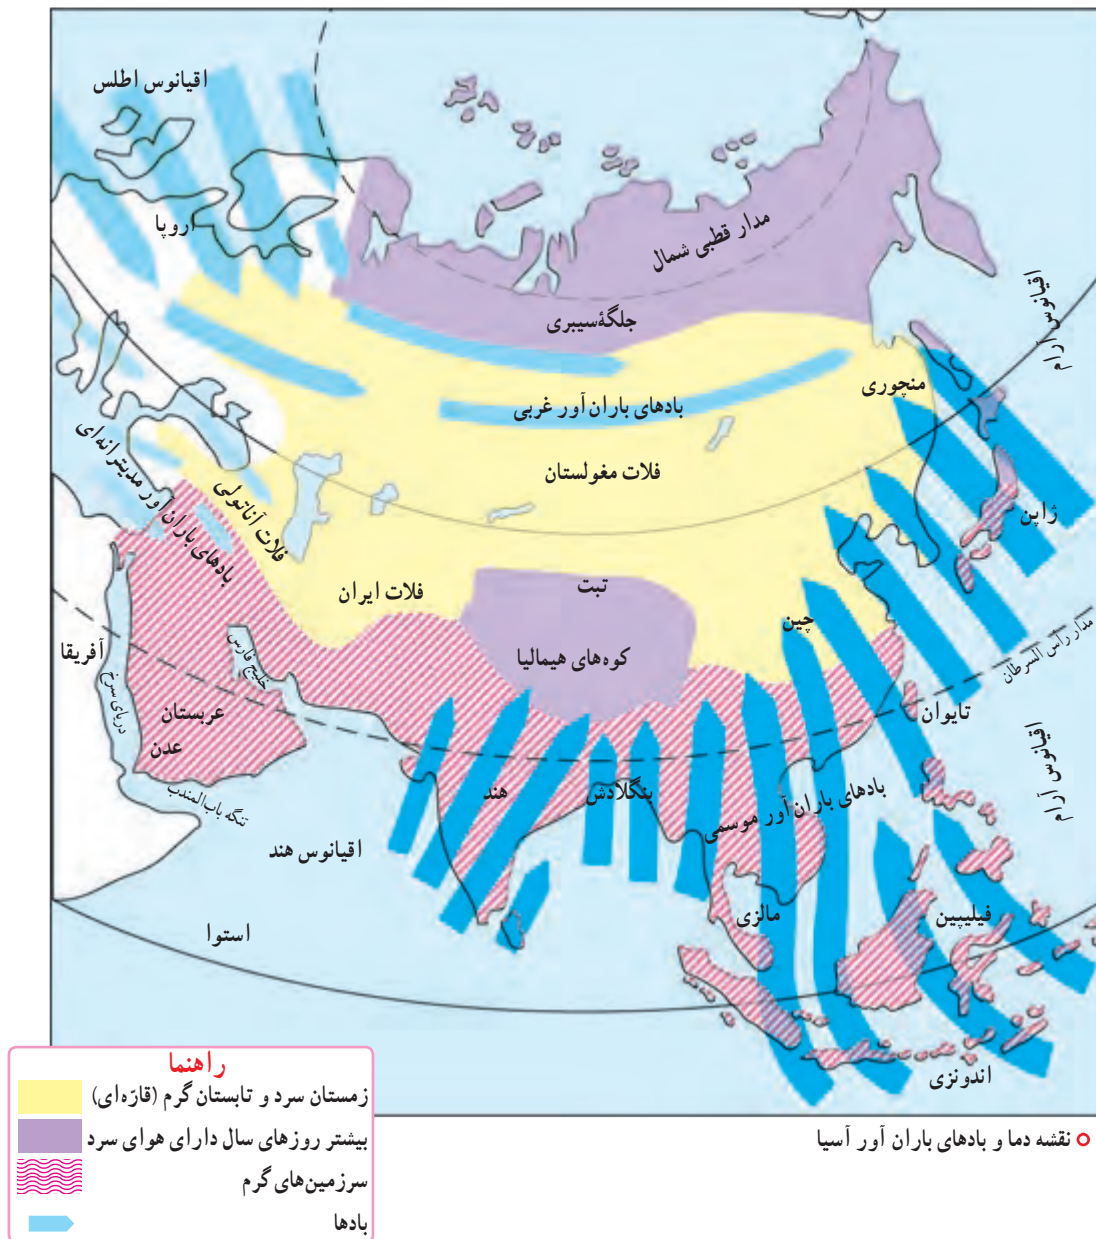 اقیانوس اطلس
اروپا
مدار قطبی شمال
جلگهٔ سیبری
اقیانوس آرام
منچوری
بادهای باران آور غربی
فلات مغولستان
بادهای باران آور مدیترانه‌ای
فلات آناتولی
ژاپن
فلات ایران
تبت
چین
مدار رأس السرطان
کوه‌های هیمالیا
آفریقا
خلیج فارس
دریای سرخ
عربستان
عدن
تایوان
تنگه باب‌المندب
هند
بنگلادش
بادهای باران آور موسمی
اقیانوس آرام
اقیانوس هند
مالزی
فیلیپین
استوا
اندونزی
راهنما
زمستان سرد و تابستان گرم (قارّه‌ای)
بیشتر روزهای سال دارای هوای سرد
سرزمین‌های گرم
بادها
نقشه دما و بادهای باران آور آسیا